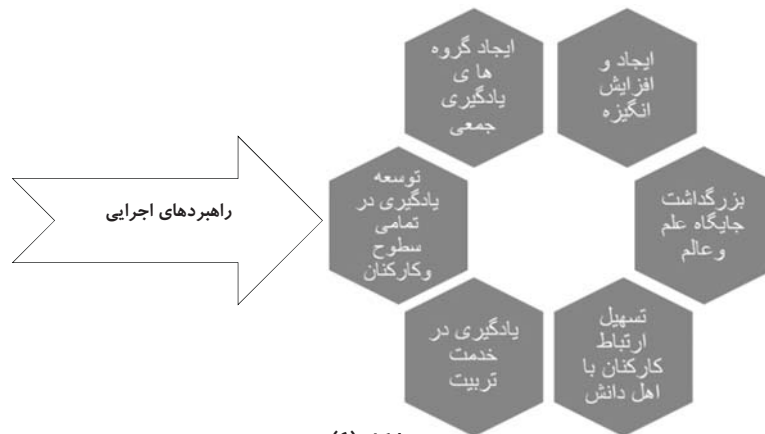 ایجاد و
افزایش
انگیزه
ایجاد گروه
ها ی
یادگیری
جمعی
بزرگداشت
جایگاه علم
وعالم
توسعه
یادگیری در
تمامی
سطوح
وکارکنان
تسهیل
ارتباط
کارکنان با
اهل دانش
یادگیری در
خدمت
تربیت
راهبردهای اجرایی